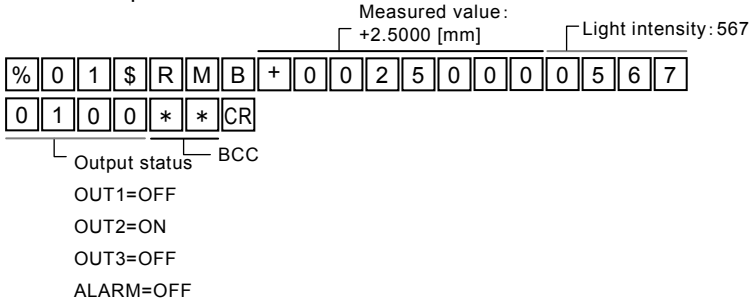 Measured value:
+2.5000 [mm]
Light intensity: 567
% 0 1 $ R M B + 0 0 2 5 0 0 0 0 5 6 7
0 1 0 0 * * CR
Output status
BCC
OUT1=OFF
OUT2=ON
OUT3=OFF
ALARM=OFF